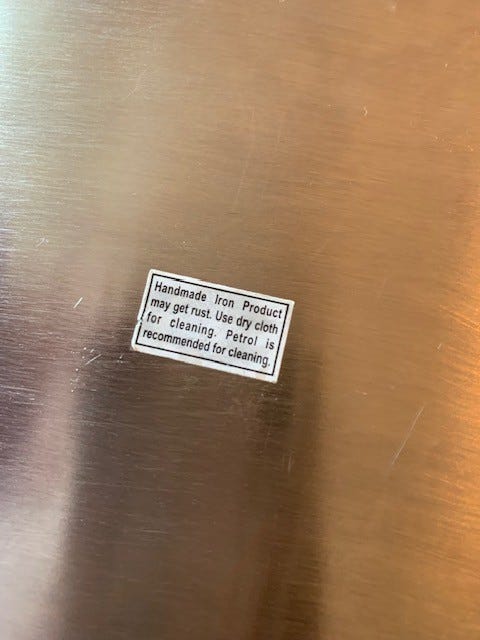 Handmade Iron Product
may get rust. Use dry cloth
for cleaning. Petrol is
recommended for cleaning.